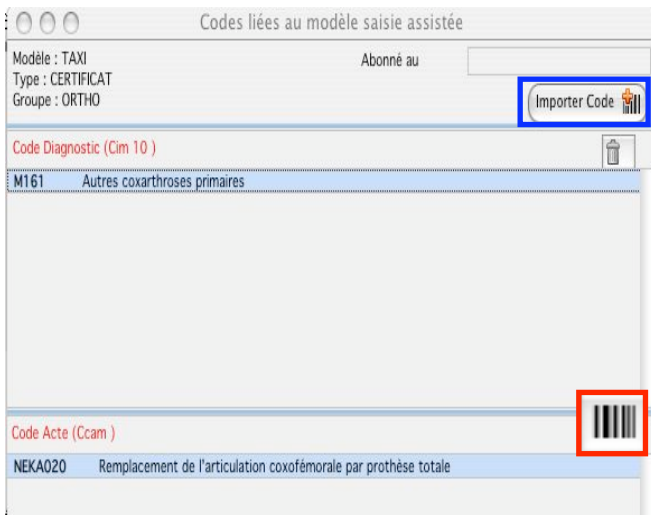 Codes liées au modèle saisie assistée
Modèle : TAXI
Abonné au
Type : CERTIFICAT
Groupe : ORTHO
Importer Code
Code Diagnostic (Cim 10 )
M161 Autres coxarthroses primaires
Code Acte (Ccam )
NEKA020 Remplacement de l'articulation coxofémorale par prothèse totale